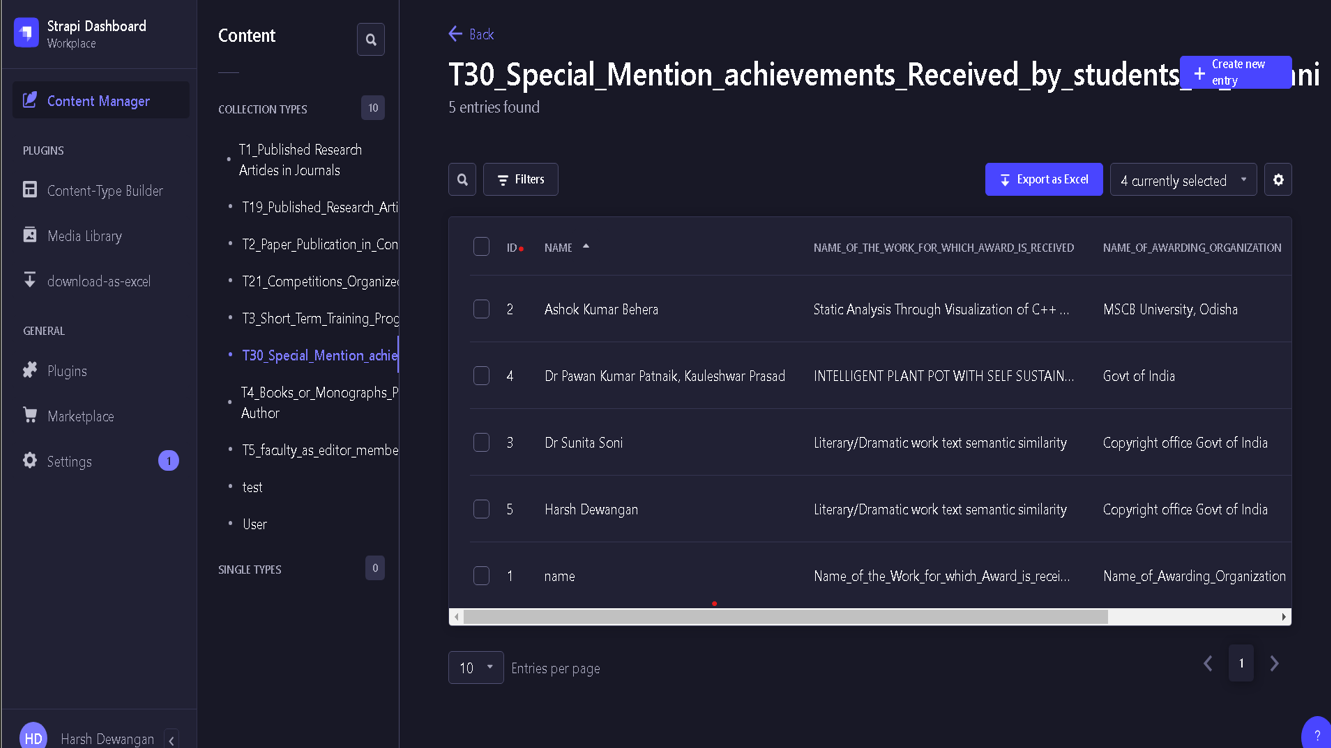 Strapi Dashboard
Workplace
Content Manager
PLUGINS
Content-Type Builder
Media Library
download-as-excel
GENERAL
Plugins
Marketplace
Settings
1
HD
Harsh Dewangan
Content
COLLECTION TYPES
10
T1_Published Research
Articles in Journals
T19_Published_Research_Arti
T2_Paper_Publication_in_Con
T21_Competitions_Organized
T3_Short_Term_Training_Prog
T30_Special_Mention_achie
T4_Books_or_Monographs_P
Author
T5_faculty_as_editor_membe
test
User
SINGLE TYPES
0
Back
T30_Special_Mention_achievements_Received_by_students
Create new
entry
5 entries found
Filters
Export as Excel
4 currently selected
ID NAME NAME_OF_THE_WORK_FOR_WHICH_AWARD_IS_RECEIVED NAME_OF_AWARDING_ORGANIZATION
2 Ashok Kumar Behera Static Analysis Through Visualization of C++ ... MSCB University, Odisha
4 Dr Pawan Kumar Patnaik, Kauleshwar Prasad INTELLIGENT PLANT POT WITH SELF SUSTAIN... Govt of India
3 Dr Sunita Soni Literary/Dramatic work text semantic similarity Copyright office Govt of India
5 Harsh Dewangan Literary/Dramatic work text semantic similarity Copyright office Govt of India
1 name Name_of_the_Work_for_which_Award_is_recei... Name_of_Awarding_Organization
10
Entries per page
1
?